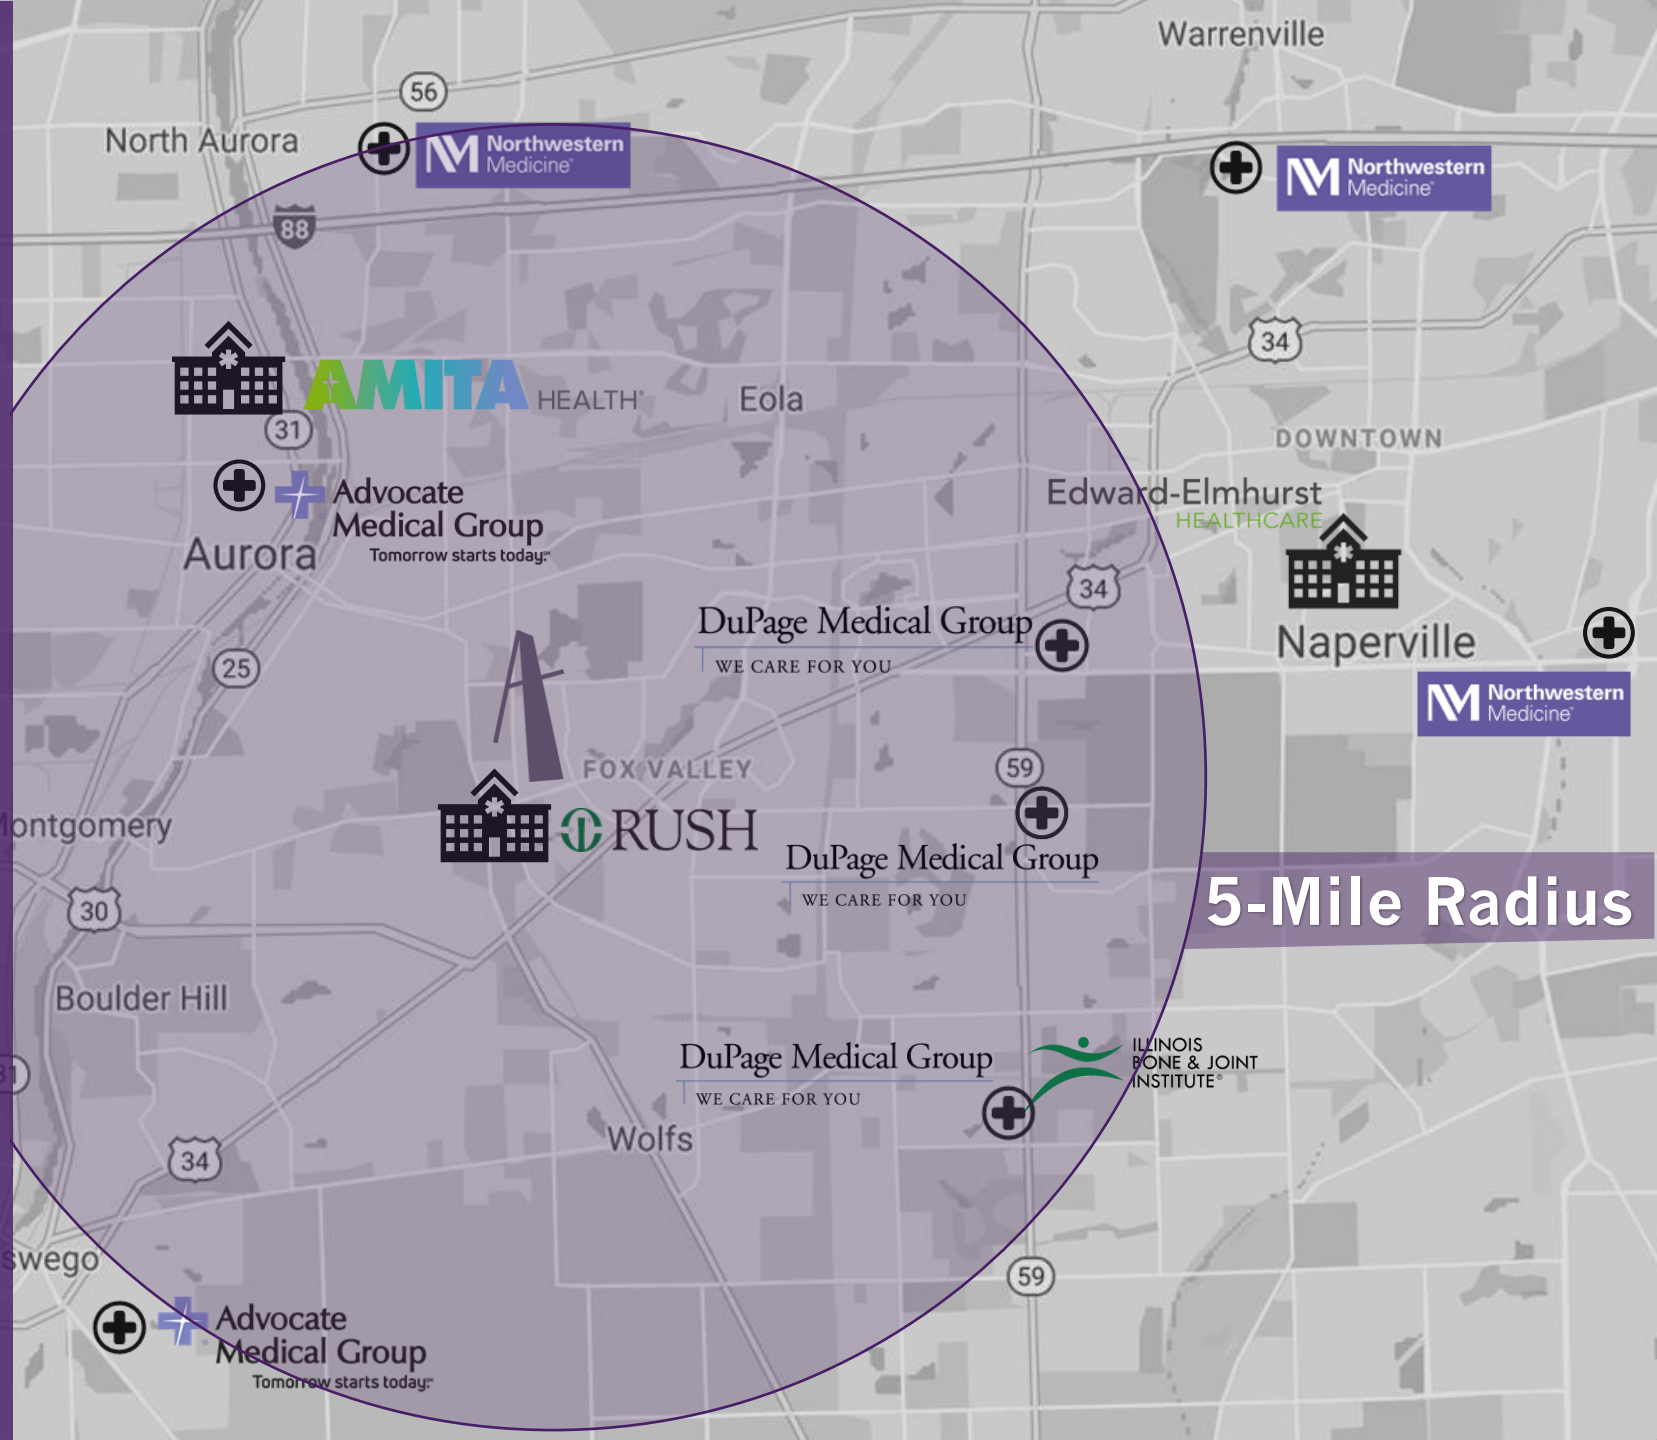 Warrenville
56
North Aurora
Northwestern
Medicine
Northwestern
Medicine
88
34
AMITA HEALTH
Eola
31
DOWNTOWN
Advocate
Medical Group
Tomorrow starts today.
Edward-Elmhurst
HEALTHCARE
Aurora
34
DuPage Medical Group
WE CARE FOR YOU
Naperville
25
Northwestern
Medicine
FOX VALLEY
59
ontgomery
RUSH
DuPage Medical Group
WE CARE FOR YOU
5-Mile Radius
30
Boulder Hill
DuPage Medical Group
WE CARE FOR YOU
ILLINOIS
BONE & JOINT
INSTITUTE®
31
Wolfs
34
swego
59
Advocate
Medical Group
Tomorrow starts today.